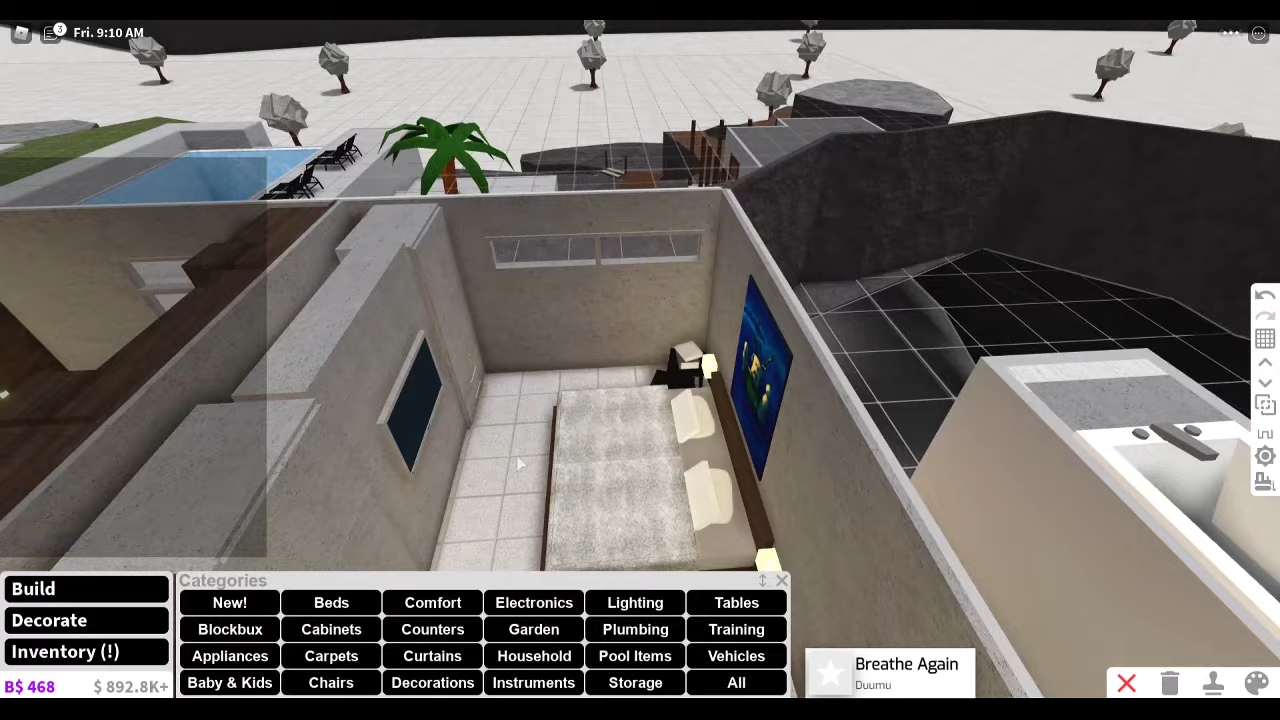 3
Fri. 9:10 AM
Build
Decorate
Inventory (!)
B$ 468
$ 892.8K+
Categories
New!
Beds
Comfort
Electronics
Lighting
Tables
Blockbux
Cabinets
Counters
Garden
Plumbing
Training
Appliances
Carpets
Curtains
Household
Pool Items
Vehicles
Baby & Kids
Chairs
Decorations
Instruments
Storage
All
Breathe Again
Duumu